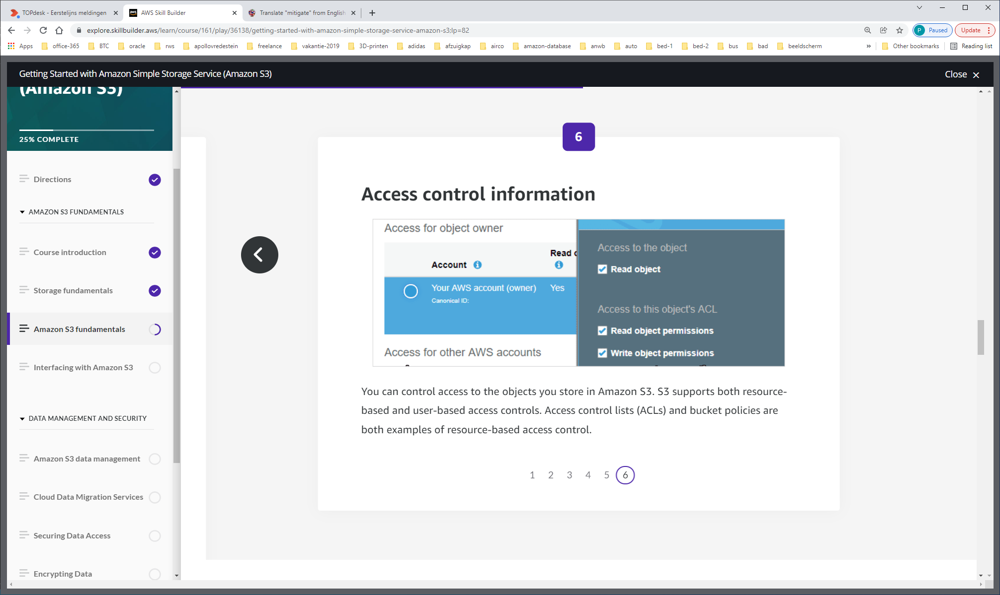 TOPdesk - Eerstelijns meldingen
AWS Skill Builder
Translate "mitigate" from English
explore.skillbuilder.aws/learn/course/161/play/36138/getting-started-with-amazon-simple-storage-service-amazon-s3;lp=82
P Paused
Update
Apps office-365 BTC oracle rws apollovredestein freelance vakantie-2019 3D-printen adidas afzuigkap airco amazon-database anwb auto bed-1 bed-2 bus bad beeldscherm » Other bookmarks Reading list
Getting Started with Amazon Simple Storage Service (Amazon S3)
Close
(Amazon S3)
25% COMPLETE
Directions
AMAZON S3 FUNDAMENTALS
Course introduction
Storage fundamentals
Amazon S3 fundamentals
Interfacing with Amazon S3
DATA MANAGEMENT AND SECURITY
Amazon S3 data management
Cloud Data Migration Services
Securing Data Access
Encrypting Data
6
Access control information
Access for object owner
Account
Read
Your AWS account (owner) Yes
Canonical ID:
Access for other AWS accounts
Access to the object
Read object
Access to this object's ACL
Read object permissions
Write object permissions
You can control access to the objects you store in Amazon S3. S3 supports both resource-
based and user-based access controls. Access control lists (ACLs) and bucket policies are
both examples of resource-based access control.
1 2 3 4 5 6